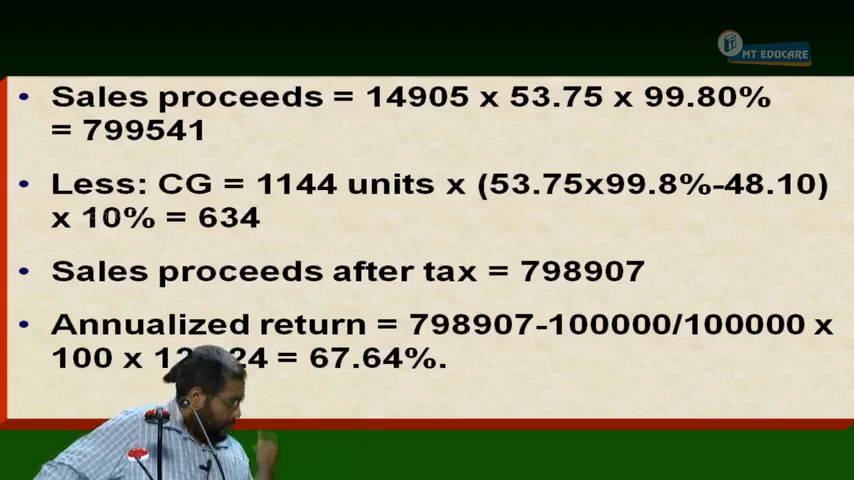 MT EDUCARE
• Sales proceeds = 14905 x 53.75 x 99.80%
= 799541
• Less: CG = 1144 units x (53.75x99.8%-48.10)
x 10% = 634
• Sales proceeds after tax = 798907
• Annualized return = 798907-100000/100000 x
100 x 24 = 67.64%.